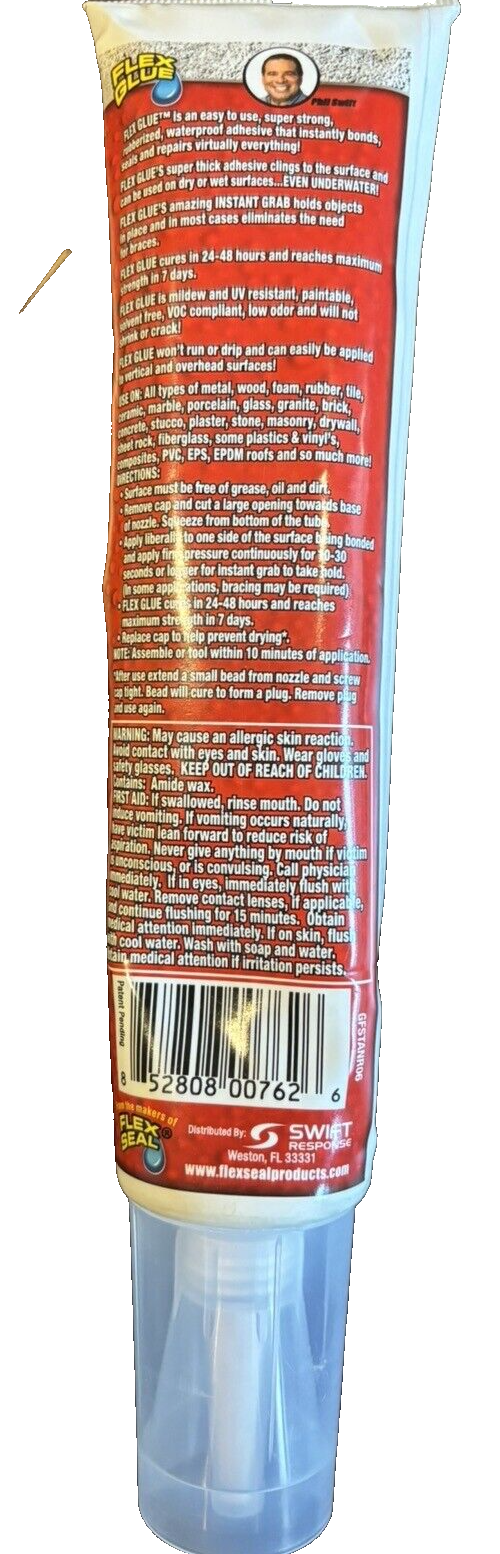 FLEX
GLUE
Phil Swift
FLEX GLUE™ is an easy to use, super strong,
rubberized, waterproof adhesive that instantly bonds,
seals and repairs virtually everything!
FLEX GLUE'S super thick adhesive clings to the surface and
can be used on dry or wet surfaces...EVEN UNDERWATER!
FLEX GLUE'S amazing INSTANT GRAB holds objects
in place and in most cases eliminates the need
for braces.
FLEX GLUE cures in 24-48 hours and reaches maximum
strength in 7 days.
FLEX GLUE is mildew and UV resistant, paintable,
solvent free, VOC compliant, low odor and will not
shrink or crack!
FLEX GLUE won't run or drip and can easily be applied
to vertical and overhead surfaces!
USE ON: All types of metal, wood, foam, rubber, tile,
ceramic, marble, porcelain, glass, granite, brick,
concrete, stucco, plaster, stone, masonry, drywall,
sheet rock, fiberglass, some plastics & vinyl's,
composites, PVC, EPS, EPDM roofs and so much more!
DIRECTIONS:
• Surface must be free of grease, oil and dirt.
• Remove cap and cut a large opening towards base
of nozzle. Squeeze from bottom of the tube.
• Apply liberally to one side of the surface being bonded
and apply firm pressure continuously for 10-30
seconds or longer for instant grab to take hold.
(In some applications, bracing may be required)
• FLEX GLUE cures in 24-48 hours and reaches
maximum strength in 7 days.
• Replace cap to help prevent drying*.
NOTE: Assemble or tool within 10 minutes of application.
*After use extend a small bead from nozzle and screw
cap tight. Bead will cure to form a plug. Remove plug
and use again.
WARNING: May cause an allergic skin reaction.
Avoid contact with eyes and skin. Wear gloves and
safety glasses. KEEP OUT OF REACH OF CHILDREN.
Contains: Amide wax.
FIRST AID: If swallowed, rinse mouth. Do not
induce vomiting. If vomiting occurs naturally,
have victim lean forward to reduce risk of
aspiration. Never give anything by mouth if victim
is unconscious, or is convulsing. Call physician
immediately. If in eyes, immediately flush with
cool water. Remove contact lenses, if applicable,
and continue flushing for 15 minutes. Obtain
medical attention immediately. If on skin, flush
with cool water. Wash with soap and water.
Obtain medical attention if irritation persists.
Patent Pending
GFSTANR06
8 52808 00762 6
From the makers of
FLEX
SEAL®
Distributed By:
SWIFT
RESPONSE
Weston, FL 33331
www.flexsealproducts.com